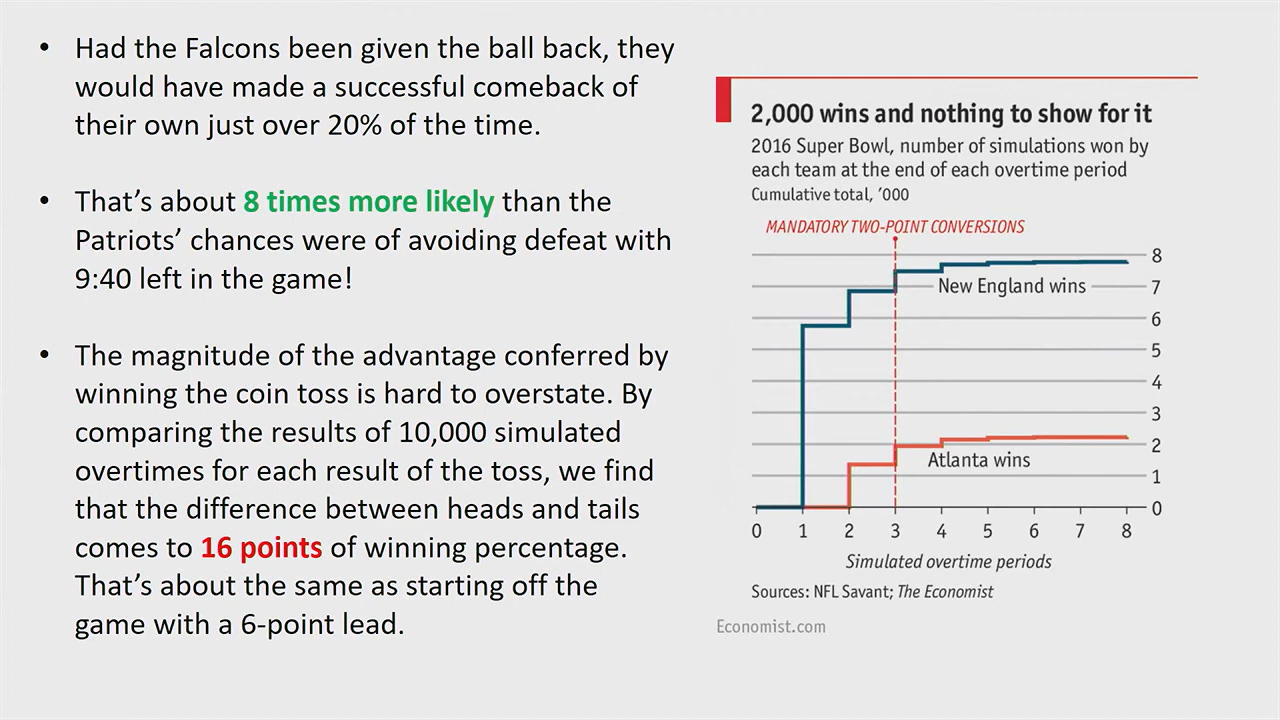 • Had the Falcons been given the ball back, they
would have made a successful comeback of
their own just over 20% of the time.
• That’s about 8 times more likely than the
Patriots’ chances were of avoiding defeat with
9:40 left in the game!
• The magnitude of the advantage conferred by
winning the coin toss is hard to overstate. By
comparing the results of 10,000 simulated
overtimes for each result of the toss, we find
that the difference between heads and tails
comes to 16 points of winning percentage.
That’s about the same as starting off the
game with a 6-point lead.
2,000 wins and nothing to show for it
2016 Super Bowl, number of simulations won by
each team at the end of each overtime period
Cumulative total, ’000
MANDATORY TWO-POINT CONVERSIONS
8
New England wins
7
6
5
4
3
2
Atlanta wins
1
0
0 1 2 3 4 5 6 7 8
Simulated overtime periods
Sources: NFL Savant; The Economist
Economist.com